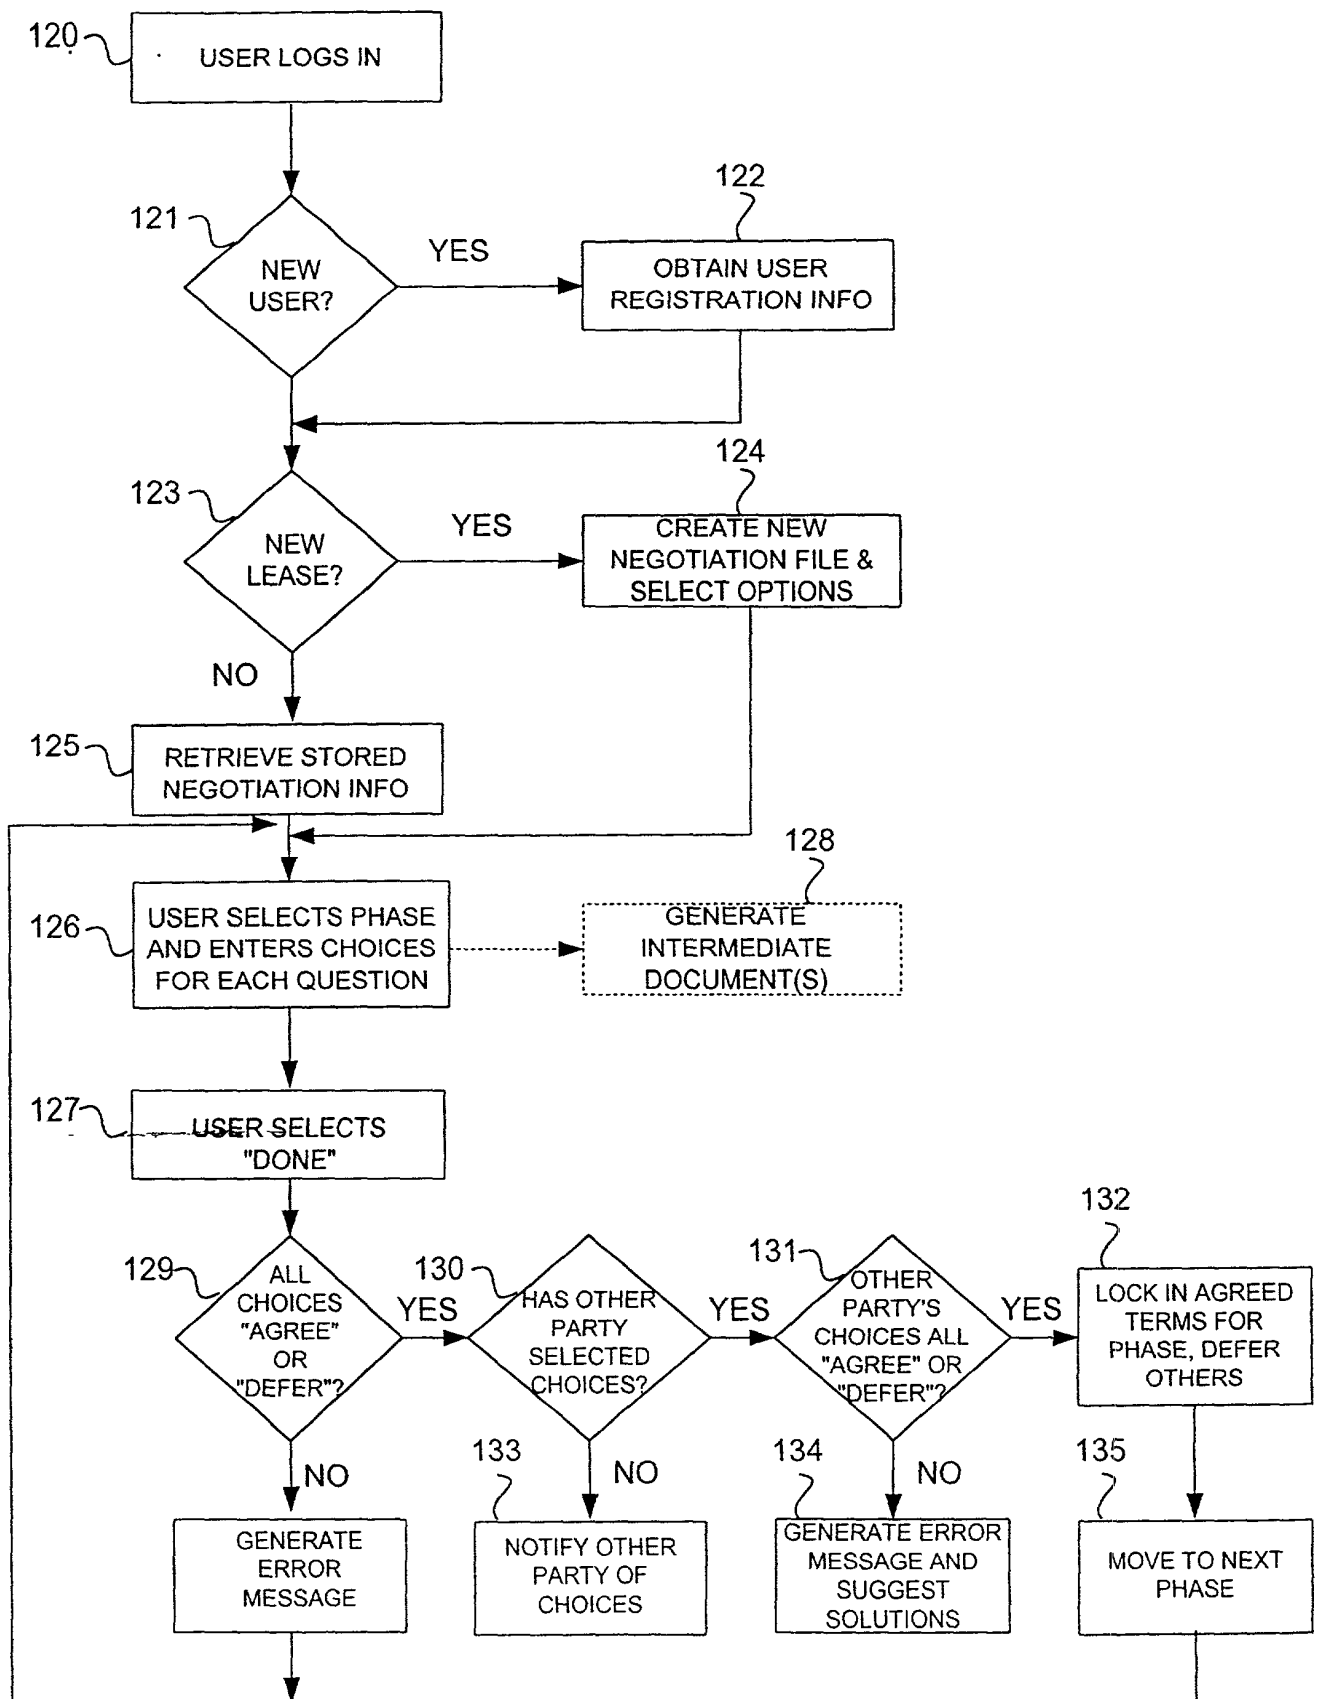 120
USER LOGS IN
121
NEW
USER?
YES
122
OBTAIN USER
REGISTRATION INFO
123
NEW
LEASE?
YES
124
CREATE NEW
NEGOTIATION FILE &
SELECT OPTIONS
NO
125
RETRIEVE STORED
NEGOTIATION INFO
126
USER SELECTS PHASE
AND ENTERS CHOICES
FOR EACH QUESTION
128
GENERATE
INTERMEDIATE
DOCUMENT(S)
127
USER SELECTS
"DONE"
129
ALL
CHOICES
"AGREE"
OR
"DEFER"?
YES
130
HAS OTHER
PARTY
SELECTED
CHOICES?
YES
131
OTHER
PARTY'S
CHOICES ALL
"AGREE" OR
"DEFER"?
YES
132
LOCK IN AGREED
TERMS FOR
PHASE, DEFER
OTHERS
NO
GENERATE
ERROR
MESSAGE
133
NO
NOTIFY OTHER
PARTY OF
CHOICES
134
NO
GENERATE ERROR
MESSAGE AND
SUGGEST
SOLUTIONS
135
MOVE TO NEXT
PHASE